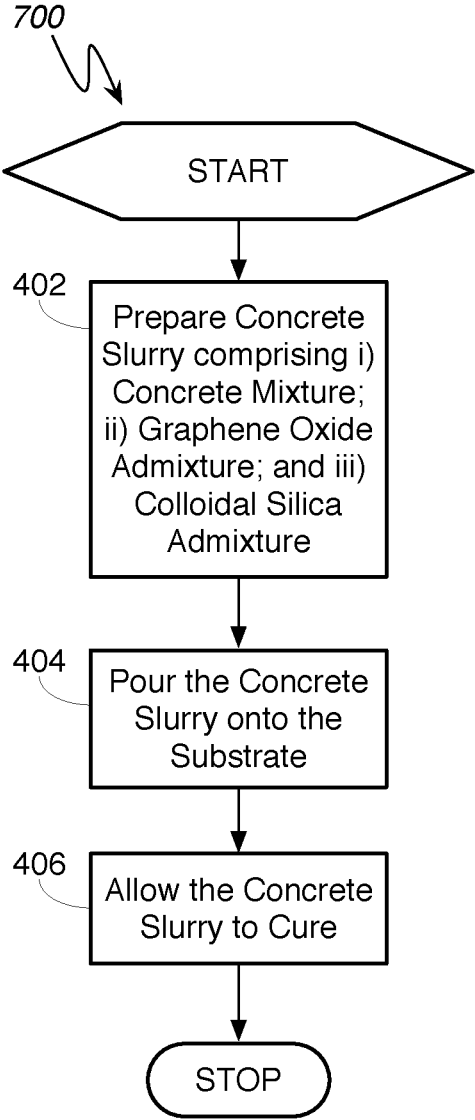 700
START
402
Prepare Concrete
Slurry comprising i)
Concrete Mixture;
ii) Graphene Oxide
Admixture; and iii)
Colloidal Silica
Admixture
404
Pour the Concrete
Slurry onto the
Substrate
406
Allow the Concrete
Slurry to Cure
STOP